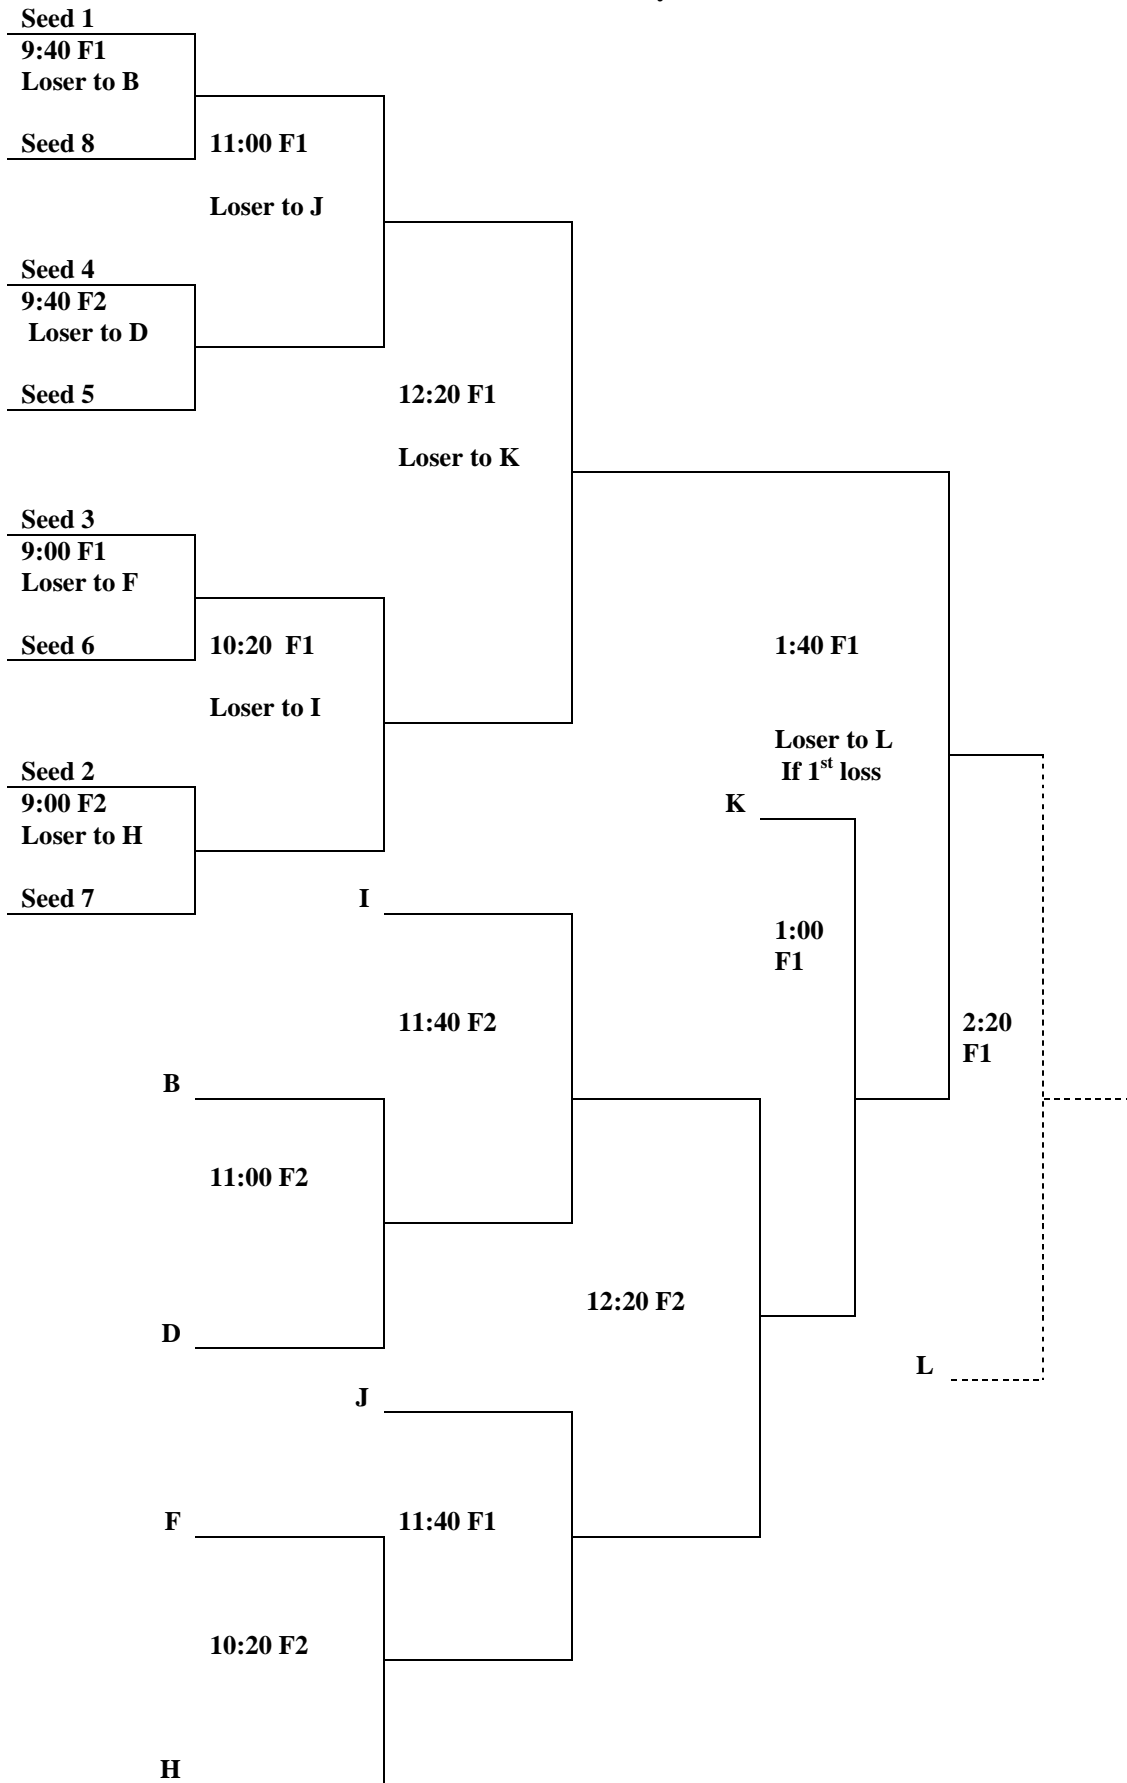 Seed 1
9:40 F1
Loser to B
Seed 8
11:00 F1
Loser to J
Seed 4
9:40 F2
Loser to D
Seed 5
12:20 F1
Loser to K
Seed 3
9:00 F1
Loser to F
Seed 6
10:20 F1
1:40 F1
Loser to I
Loser to L
If 1st loss
Seed 2
9:00 F2
Loser to H
K
Seed 7
I
1:00
F1
11:40 F2
2:20
F1
B
11:00 F2
12:20 F2
D
L
J
F
11:40 F1
10:20 F2
H